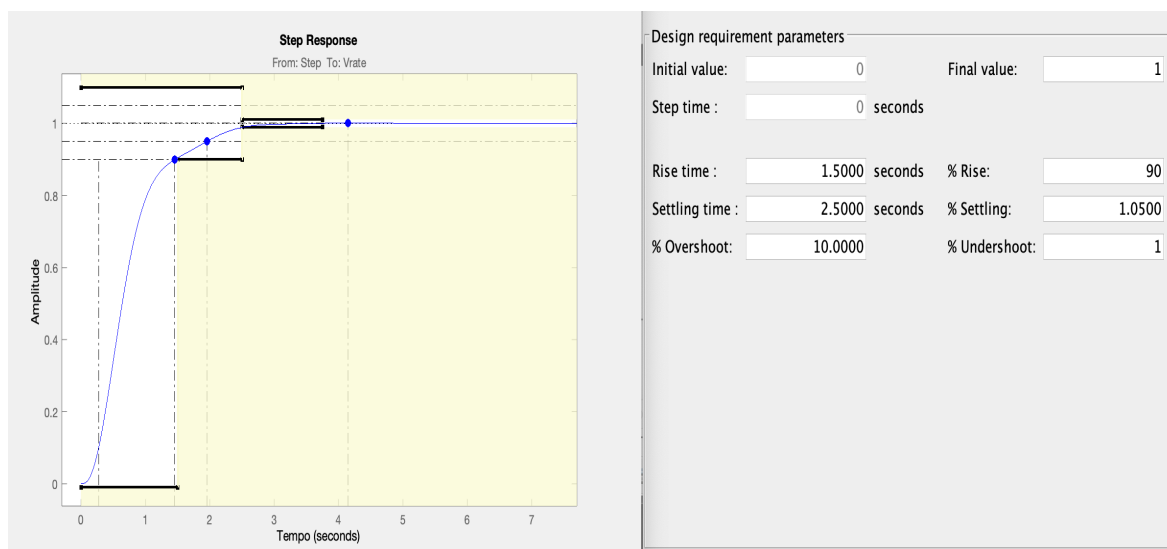 Step Response
From: Step To: Vrate
Amplitude
1
0.8
0.6
0.4
0.2
0
0 1 2 3 4 5 6 7
Tempo (seconds)
Design requirement parameters
Initial value: 0 Final value: 1
Step time : 0 seconds
Rise time : 1.5000 seconds % Rise: 90
Settling time : 2.5000 seconds % Settling: 1.0500
% Overshoot: 10.0000 % Undershoot: 1